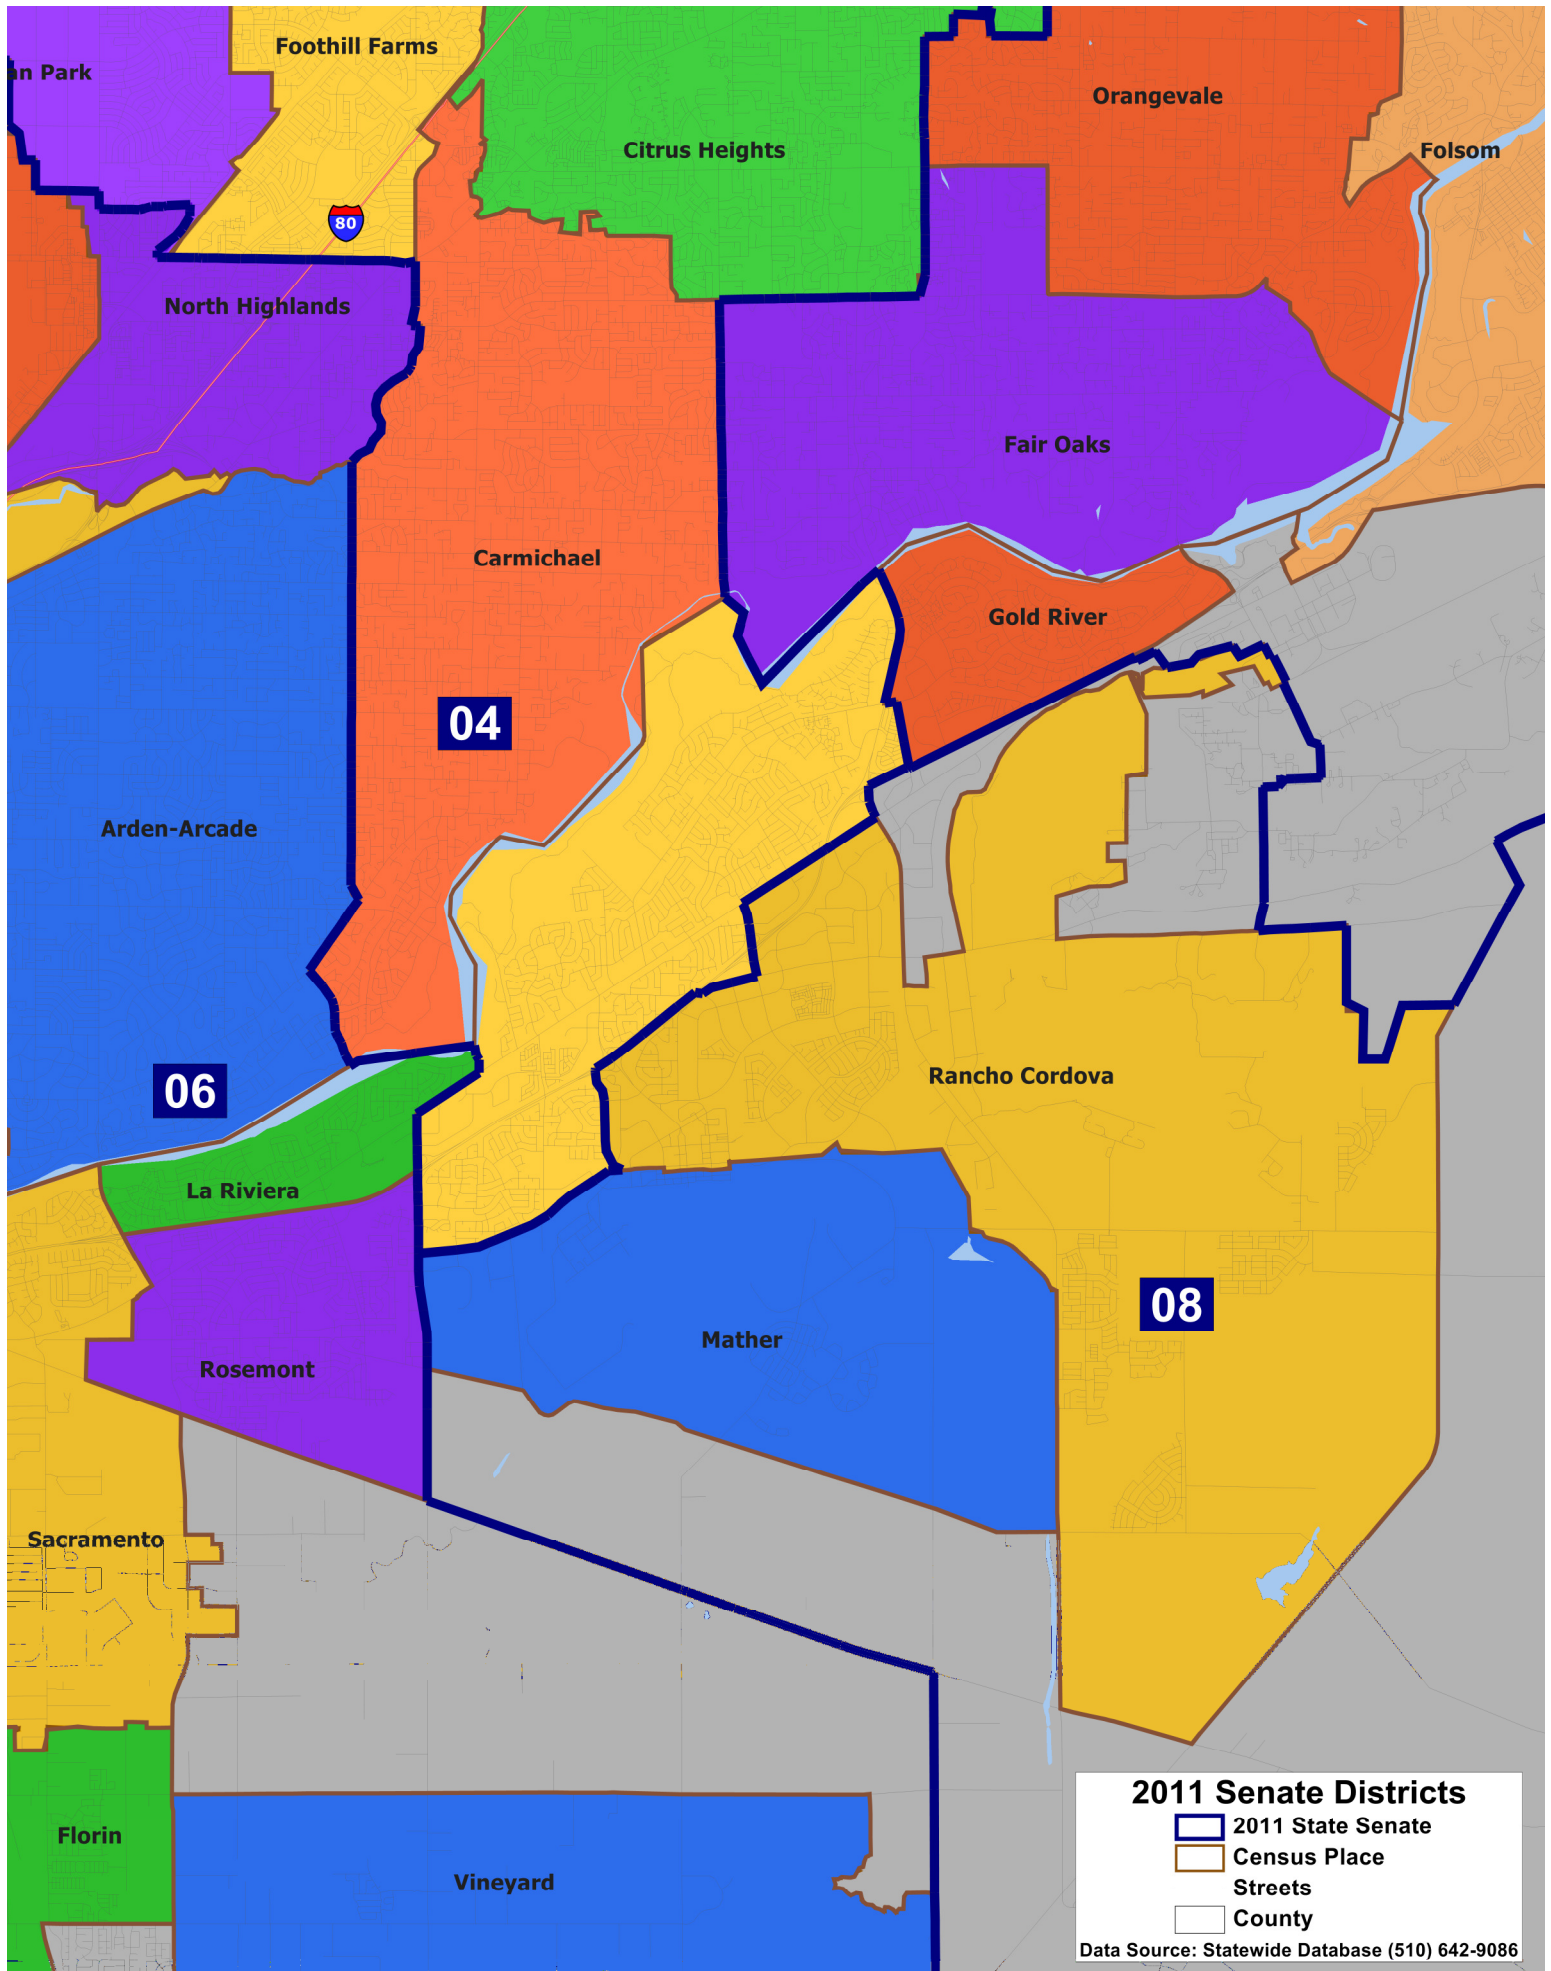 Foothill Farms
an Park
Orangevale
Citrus Heights
Folsom
80
North Highlands
Fair Oaks
Carmichael
Gold River
04
Arden-Arcade
Rancho Cordova
06
La Riviera
08
Mather
Rosemont
Sacramento
Florin
Vineyard
2011 Senate Districts
2011 State Senate
Census Place
Streets
County
Data Source: Statewide Database (510) 642-9086